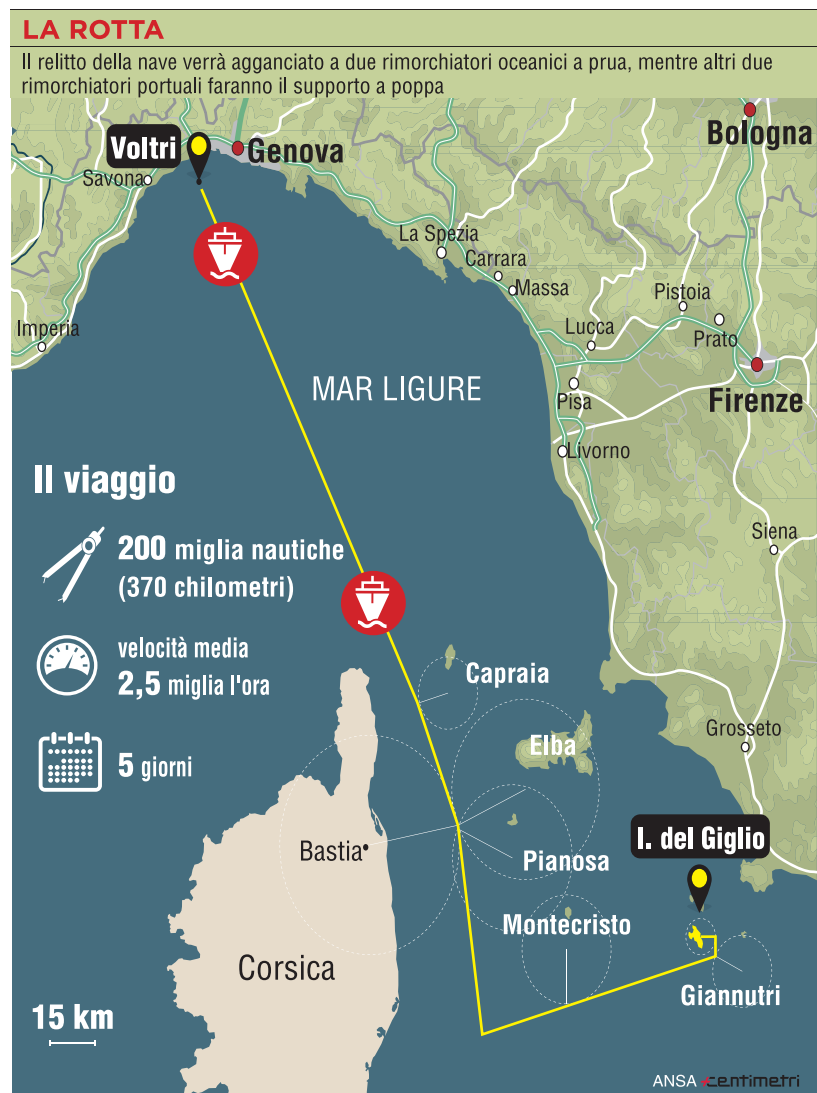 LA ROTTA
Il relitto della nave verrà agganciato a due rimorchiatori oceanici a prua, mentre altri due
rimorchiatori portuali faranno il supporto a poppa
Bologna
Voltri
Genova
Savona
La Spezia
Carrara
Massa
Pistoia
Imperia
Lucca
Prato
MAR LIGURE
Pisa
Firenze
Livorno
Il viaggio
Siena
200 miglia nautiche
(370 chilometri)
velocità media
2,5 miglia l'ora
5 giorni
Capraia
Grosseto
Elba
I. del Giglio
Bastia
Pianosa
Montecristo
Corsica
Giannutri
15 km
ANSA centimetri